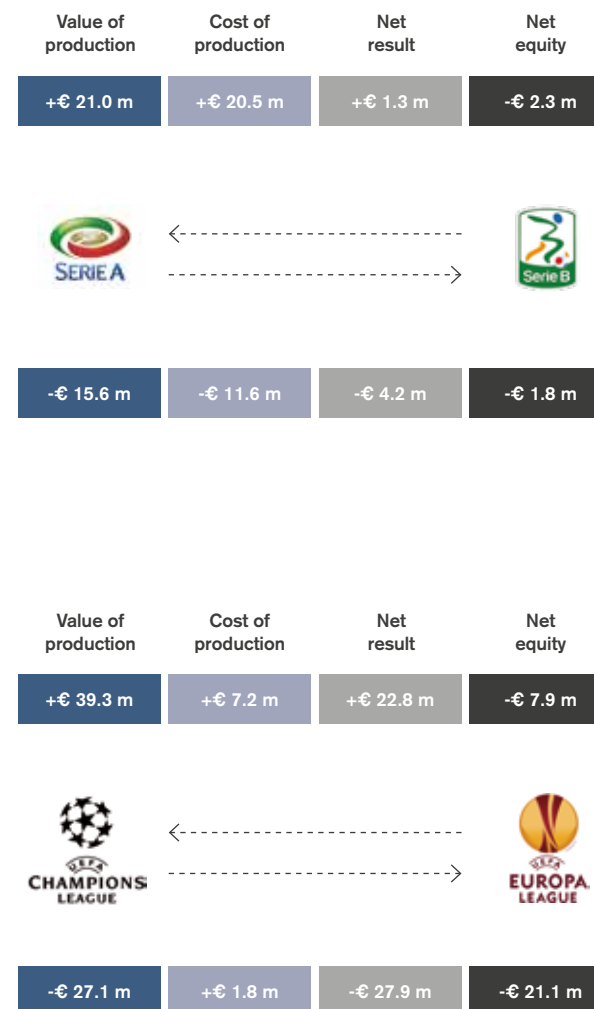 Value of production
Cost of production
Net result
Net equity
+€ 21.0 m
+€ 20.5 m
+€ 1.3 m
-€ 2.3 m
SERIE A
Serie B
-€ 15.6 m
-€ 11.6 m
-€ 4.2 m
-€ 1.8 m
Value of production
Cost of production
Net result
Net equity
+€ 39.3 m
+€ 7.2 m
+€ 22.8 m
-€ 7.9 m
UEFA
CHAMPIONS
LEAGUE
UEFA
EUROPA
LEAGUE
-€ 27.1 m
+€ 1.8 m
-€ 27.9 m
-€ 21.1 m